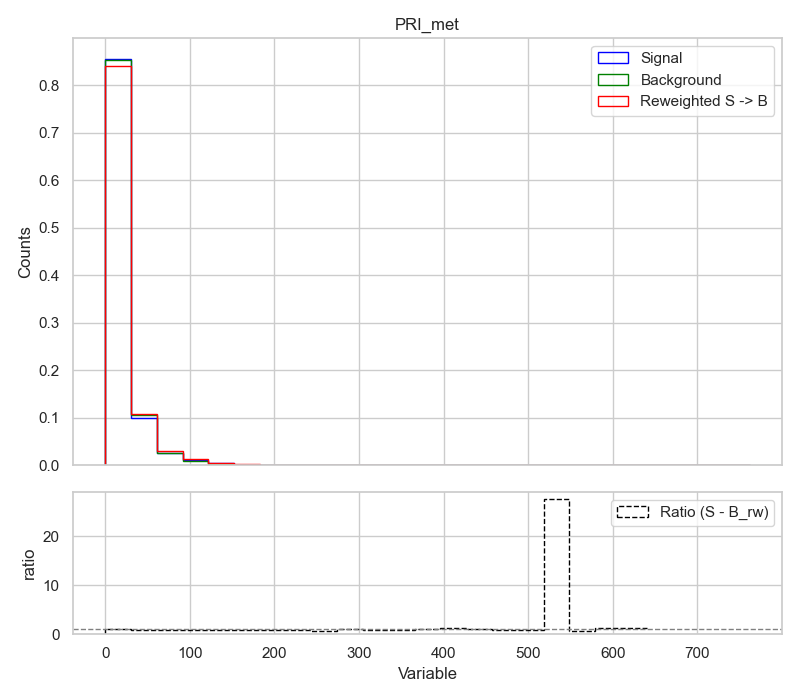 PRI_met
Signal
Background
Reweighted S -> B
Counts
0.8
0.7
0.6
0.5
0.4
0.3
0.2
0.1
0.0
Ratio (S - B_rw)
ratio
20
10
0
0 100 200 300 400 500 600 700
Variable